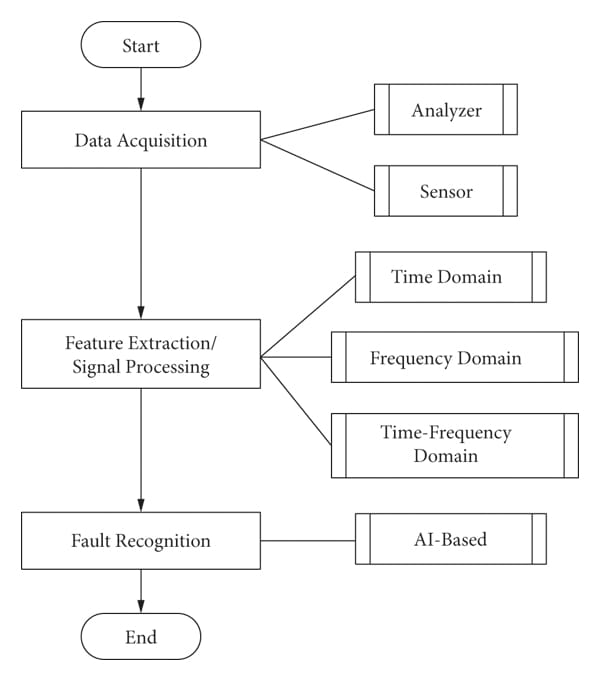 Start
Data Acquisition
Analyzer
Sensor
Feature Extraction/
Signal Processing
Time Domain
Frequency Domain
Time-Frequency
Domain
Fault Recognition
AI-Based
End